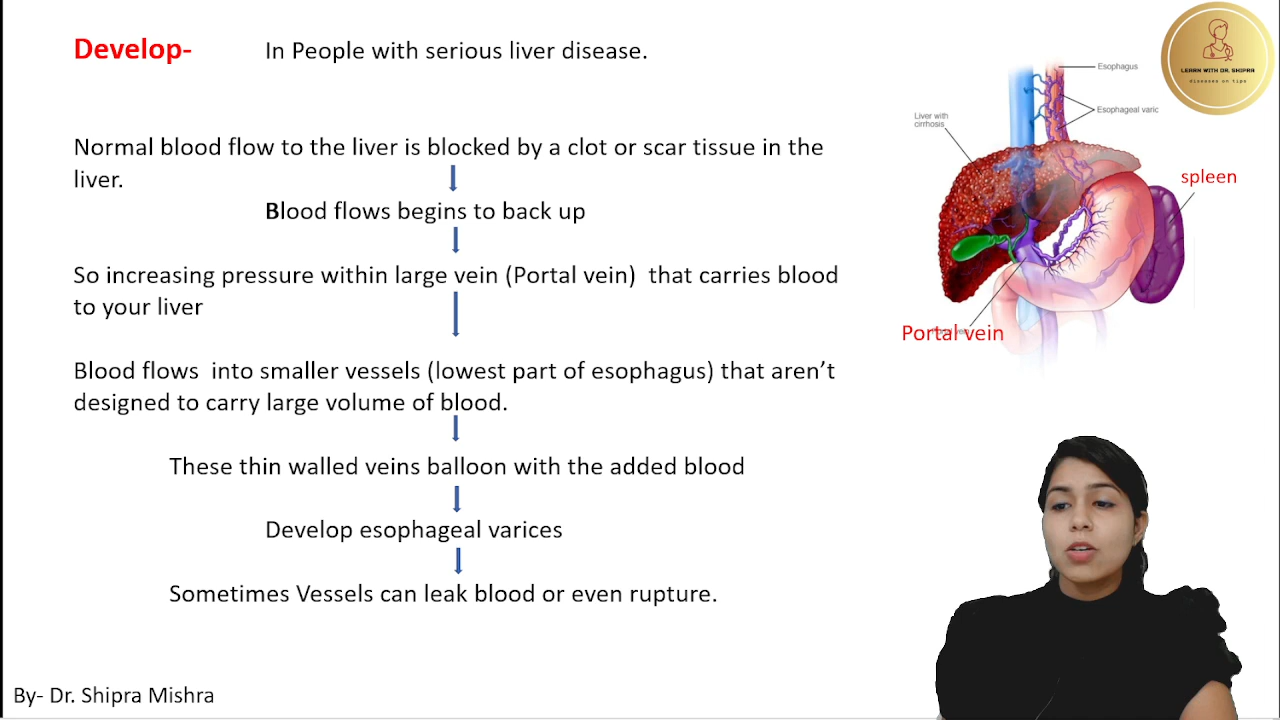 Develop- In People with serious liver disease.
Normal blood flow to the liver is blocked by a clot or scar tissue in the
liver.
Blood flows begins to back up
So increasing pressure within large vein (Portal vein) that carries blood
to your liver
Blood flows into smaller vessels (lowest part of esophagus) that aren't
designed to carry large volume of blood.
These thin walled veins balloon with the added blood
Develop esophageal varices
Sometimes Vessels can leak blood or even rupture.
By- Dr. Shipra Mishra
LEARN WITH DR. SHIPRA
diseases on tips
Esophagus
Esophageal varic
Liver with
cirrhosis
spleen
Portal vein